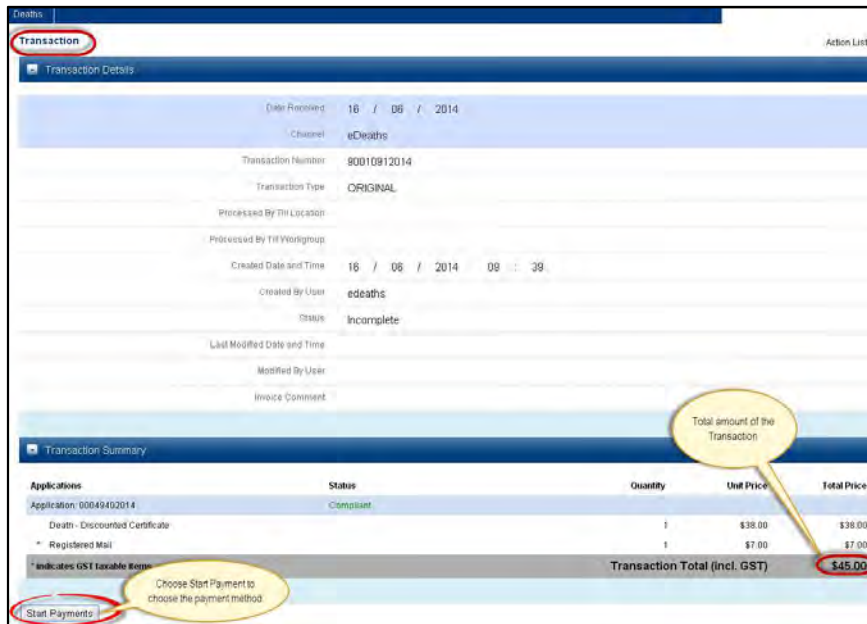 Deaths
Transaction
Action List
Transaction Details
Date Received 16 / 06 / 2014
Channel eDeaths
Transaction Number 90010912014
Transaction Type ORIGINAL
Processed By Till Location
Processed By Till Workgroup
Created Date and Time 16 / 06 / 2014 09 : 39
Created By User edeaths
Status Incomplete
Last Modified Date and Time
Modified By User
Invoice Comment
Total amount of the
Transaction
Transaction Summary
Applications Status Quantity Unit Price Total Price
Application: 00049402014 Compliant
Death - Discounted Certificate 1 $38.00 $38.00
* Registered Mail 1 $7.00 $7.00
* indicates GST taxable items Transaction Total (incl. GST) $45.00
Choose Start Payment to
choose the payment method
Start Payments